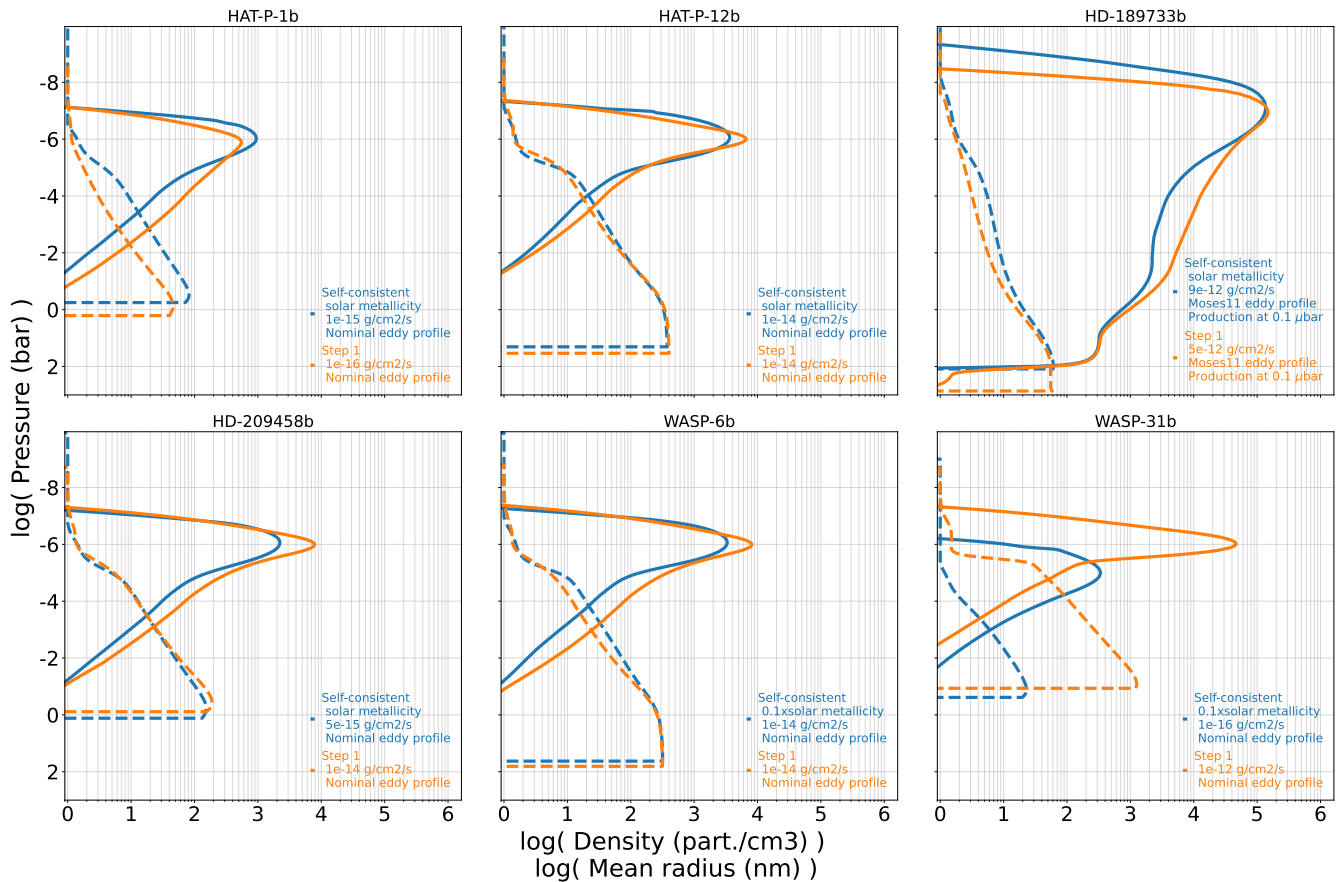 HAT-P-1b
HAT-P-12b
HD-189733b
-8
-6
-4
-2
0
2
Self-consistent
solar metallicity
1e-15 g/cm2/s
Nominal eddy profile
Step 1
1e-16 g/cm2/s
Nominal eddy profile
Self-consistent
solar metallicity
1e-14 g/cm2/s
Nominal eddy profile
Step 1
1e-14 g/cm2/s
Nominal eddy profile
Self-consistent
solar metallicity
9e-12 g/cm2/s
Moses11 eddy profile
Production at 0.1 μbar
Step 1
5e-12 g/cm2/s
Moses11 eddy profile
Production at 0.1 μbar
log( Pressure (bar) )
HD-209458b
WASP-6b
WASP-31b
-8
-6
-4
-2
0
2
Self-consistent
solar metallicity
5e-15 g/cm2/s
Nominal eddy profile
Step 1
1e-14 g/cm2/s
Nominal eddy profile
Self-consistent
0.1xsolar metallicity
1e-14 g/cm2/s
Nominal eddy profile
Step 1
1e-14 g/cm2/s
Nominal eddy profile
Self-consistent
0.1xsolar metallicity
1e-16 g/cm2/s
Nominal eddy profile
Step 1
1e-12 g/cm2/s
Nominal eddy profile
0 1 2 3 4 5 6
0 1 2 3 4 5 6
0 1 2 3 4 5 6
log( Density (part./cm3) )
log( Mean radius (nm) )